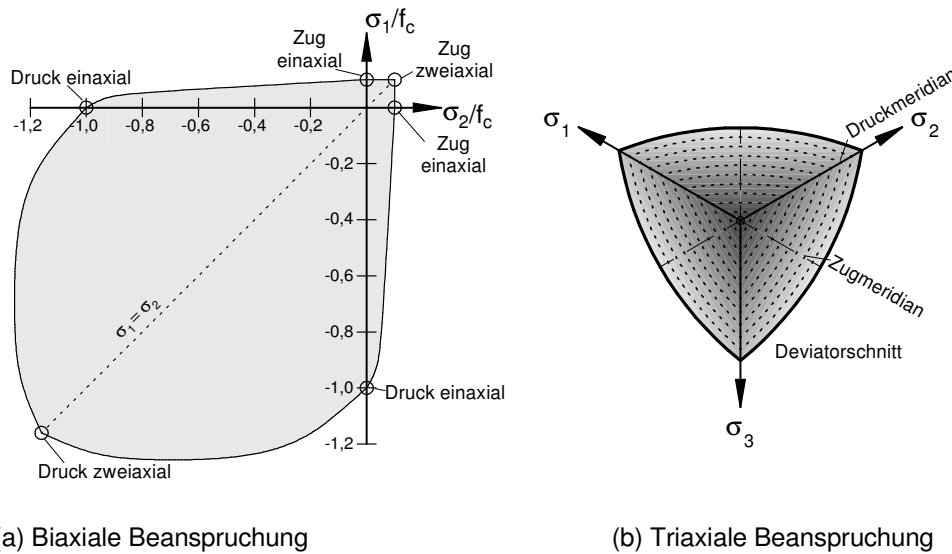 σ1/fc
Zug
einaxial
Zug
zweiaxial
Druck einaxial
-1,2
-1,0
-0,8
-0,6
-0,4
-0,2
σ2/fc
Zug
einaxial
-0,2
-0,4
-0,6
-0,8
-1,0
-1,2
σ1 = σ2
Druck einaxial
Druck zweiaxial
(a) Biaxiale Beanspruchung
σ1
σ2
σ3
Druckmeridian
Zugmeridian
Deviatorschnitt
(b) Triaxiale Beanspruchung